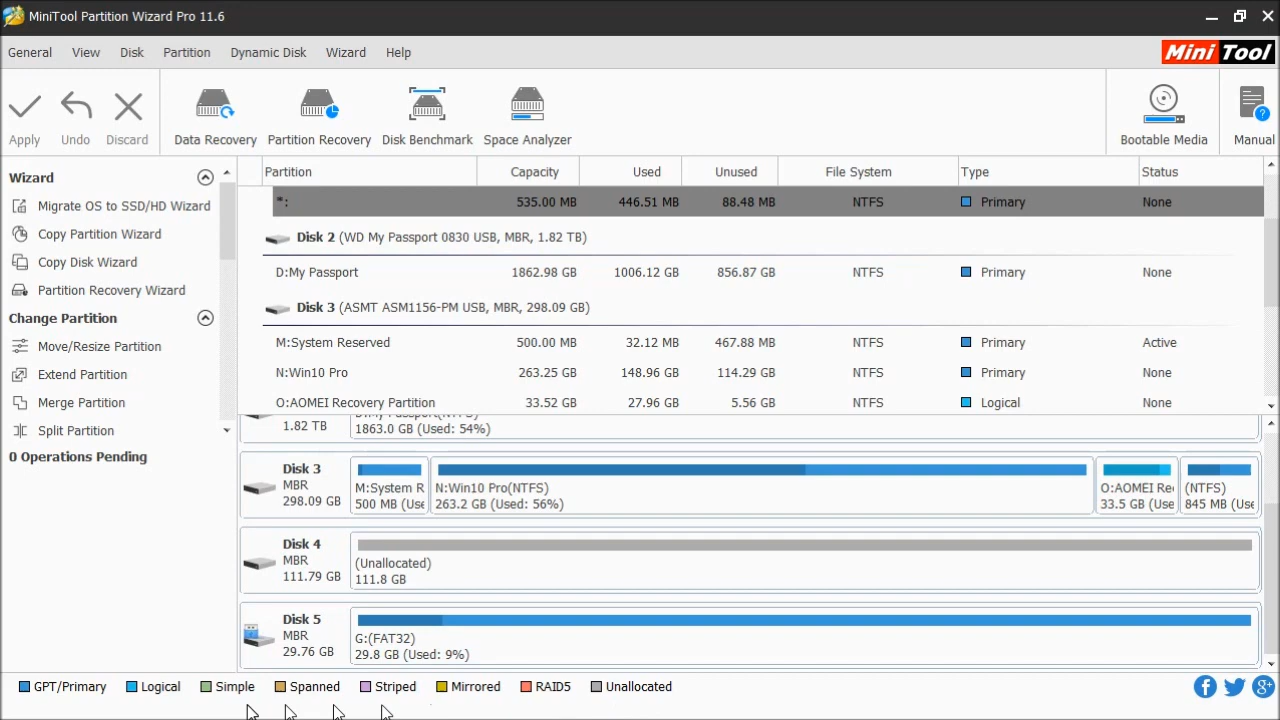 MiniTool Partition Wizard Pro 11.6
General View Disk Partition Dynamic Disk Wizard Help
Mini Tool
Apply Undo Discard Data Recovery Partition Recovery Disk Benchmark Space Analyzer Bootable Media Manual
Wizard
Migrate OS to SSD/HD Wizard
Copy Partition Wizard
Copy Disk Wizard
Partition Recovery Wizard
Change Partition
Move/Resize Partition
Extend Partition
Merge Partition
Split Partition
0 Operations Pending
Partition Capacity Used Unused File System Type Status
*: 535.00 MB 446.51 MB 88.48 MB NTFS Primary None
Disk 2 (WD My Passport 0830 USB, MBR, 1.82 TB)
D:My Passport 1862.98 GB 1006.12 GB 856.87 GB NTFS Primary None
Disk 3 (ASMT ASM1156-PM USB, MBR, 298.09 GB)
M:System Reserved 500.00 MB 32.12 MB 467.88 MB NTFS Primary Active
N:Win10 Pro 263.25 GB 148.96 GB 114.29 GB NTFS Primary None
O:AOMEI Recovery Partition 33.52 GB 27.96 GB 5.56 GB NTFS Logical None
D:My Passport(NTFS)
1.82 TB 1863.0 GB (Used: 54%)
Disk 3
MBR
298.09 GB
M:System R
500 MB (Use
N:Win10 Pro(NTFS)
263.2 GB (Used: 56%)
O:AOMEI Re
33.5 GB (Use
(NTFS)
845 MB (Use
Disk 4
MBR
111.79 GB
(Unallocated)
111.8 GB
Disk 5
MBR
29.76 GB
G:(FAT32)
29.8 GB (Used: 9%)
GPT/Primary Logical Simple Spanned Striped Mirrored RAID5 Unallocated